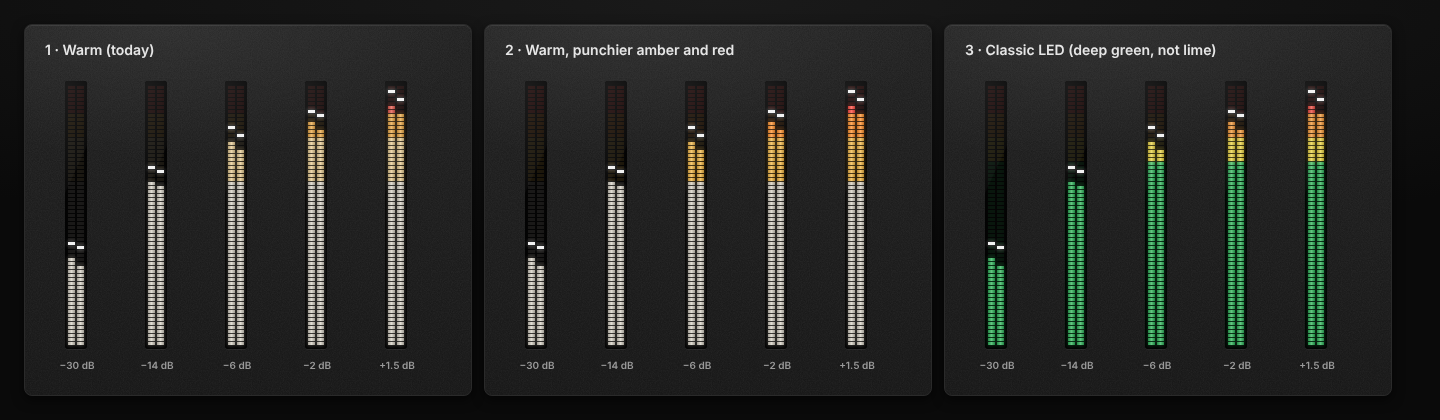 1 · Warm (today)
−30 dB −14 dB −6 dB −2 dB +1.5 dB
2 · Warm, punchier amber and red
−30 dB −14 dB −6 dB −2 dB +1.5 dB
3 · Classic LED (deep green, not lime)
−30 dB −14 dB −6 dB −2 dB +1.5 dB